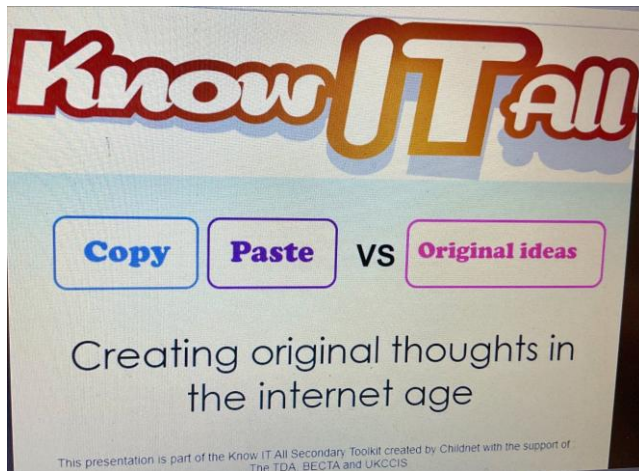 Know IT All
Copy Paste vs Original ideas
Creating original thoughts in
the internet age
This presentation is part of the Know IT All Secondary Toolkit created by Childnet with the support of
The TDA, BECTA and UKCCIS